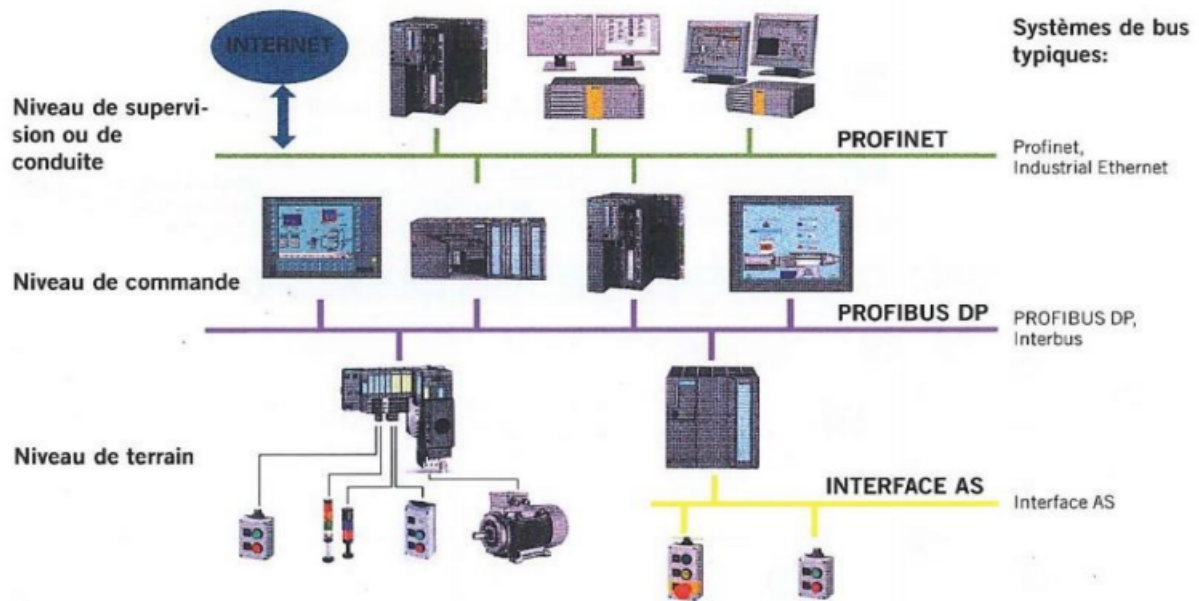 INTERNET
Systèmes de bus
typiques:
Niveau de supervi-
sion ou de
conduite
PROFINET
Profinet,
Industrial Ethernet
Niveau de commande
PROFIBUS DP
PROFIBUS DP,
Interbus
Niveau de terrain
INTERFACE AS
Interface AS